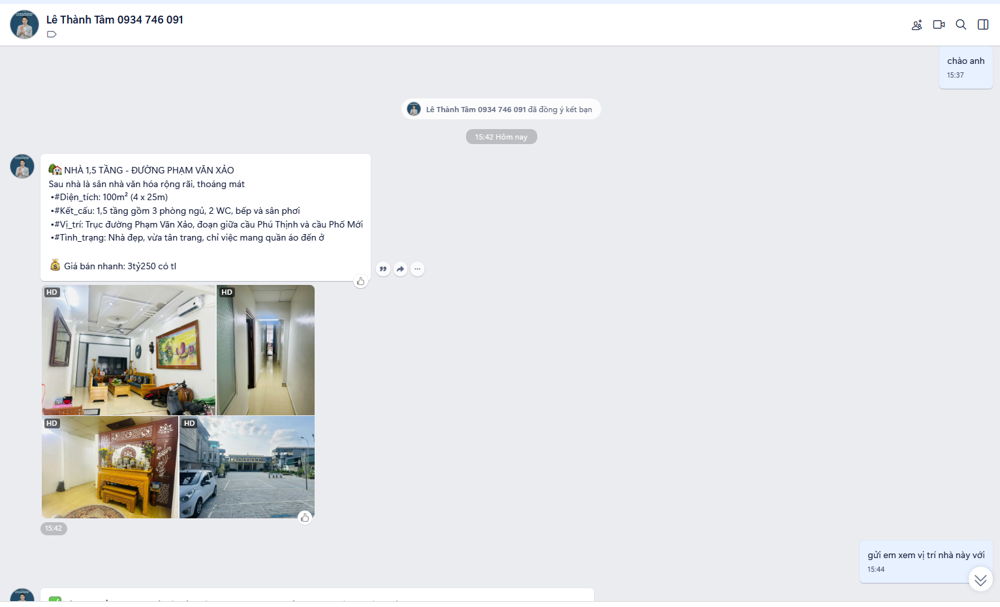 Lê Thành Tâm 0934 746 091
chào anh
15:37
Lê Thành Tâm 0934 746 091 đã đồng ý kết bạn
15:42 Hôm nay
NHÀ 1,5 TẦNG - ĐƯỜNG PHẠM VĂN XẢO
Sau nhà là sân nhà văn hóa rộng rãi, thoáng mát
•#Diện_tích: 100m² (4 x 25m)
•#Kết_cấu: 1,5 tầng gồm 3 phòng ngủ, 2 WC, bếp và sân phơi
•#Vị_trí: Trục đường Phạm Văn Xảo, đoạn giữa cầu Phú Thịnh và cầu Phố Mới
•#Tình_trạng: Nhà đẹp, vừa tân trang, chỉ việc mang quần áo đến ở
💰 Giá bán nhanh: 3tỷ250 có tl
HD
HD
HD
HD
15:42
gửi em xem vị trí nhà này với
15:44